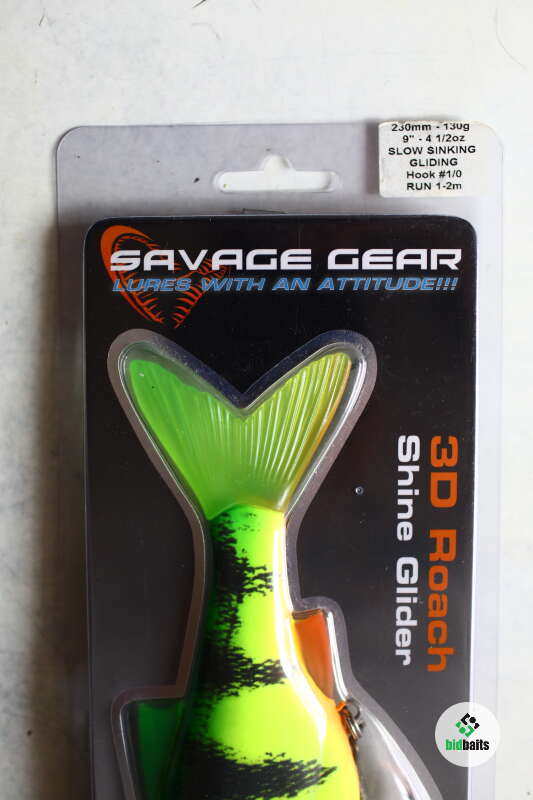 230mm - 130g
9" - 4 1/2oz
SLOW SINKING
GLIDING
Hook #1/0
RUN 1-2m
SAVAGE GEAR
LURES WITH AN ATTITUDE!!!
3D Roach
Shine Glider
bidbaits